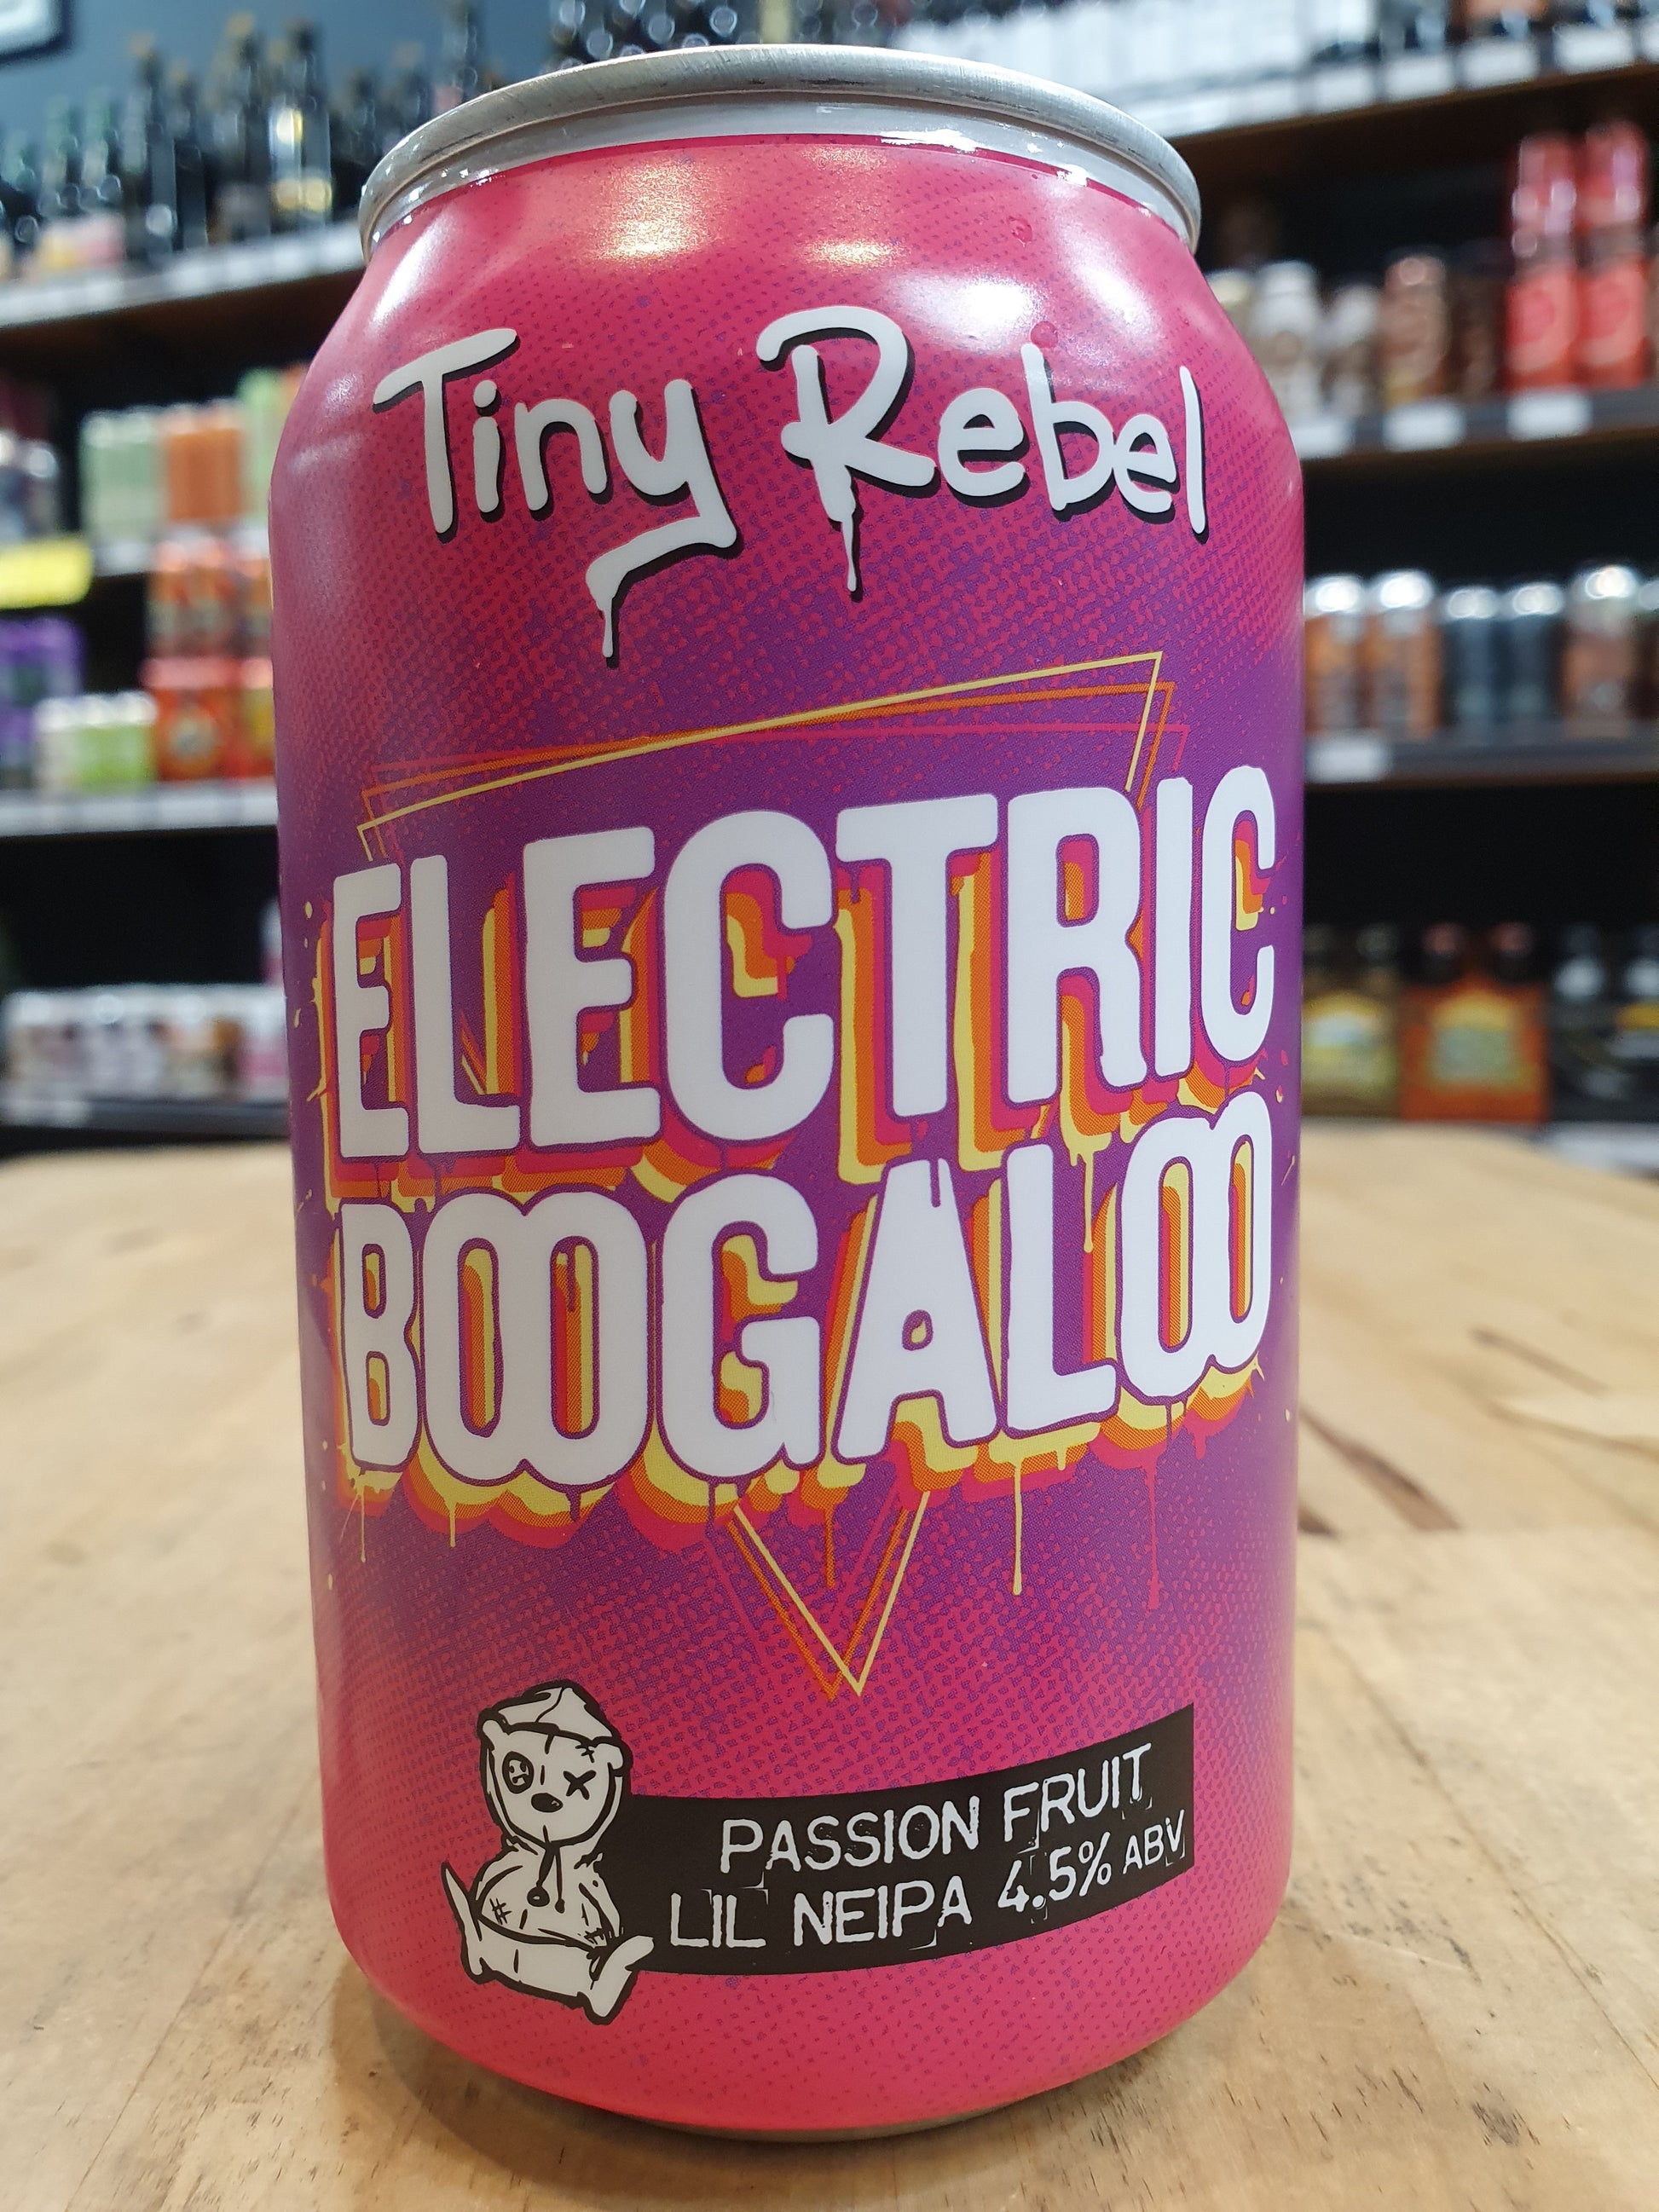 Tiny Rebel
ELECTRIC
BOOGALOO
PASSION FRUIT
LIL NEIPA 4.5% ABV